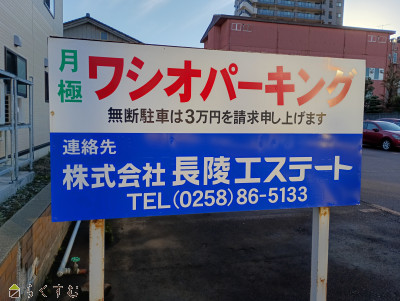 月極
ワシオパーキング
無断駐車は3万円を請求申し上げます
連絡先
株式会社 長陵エステート
TEL(0258)86-5133
らくすむ